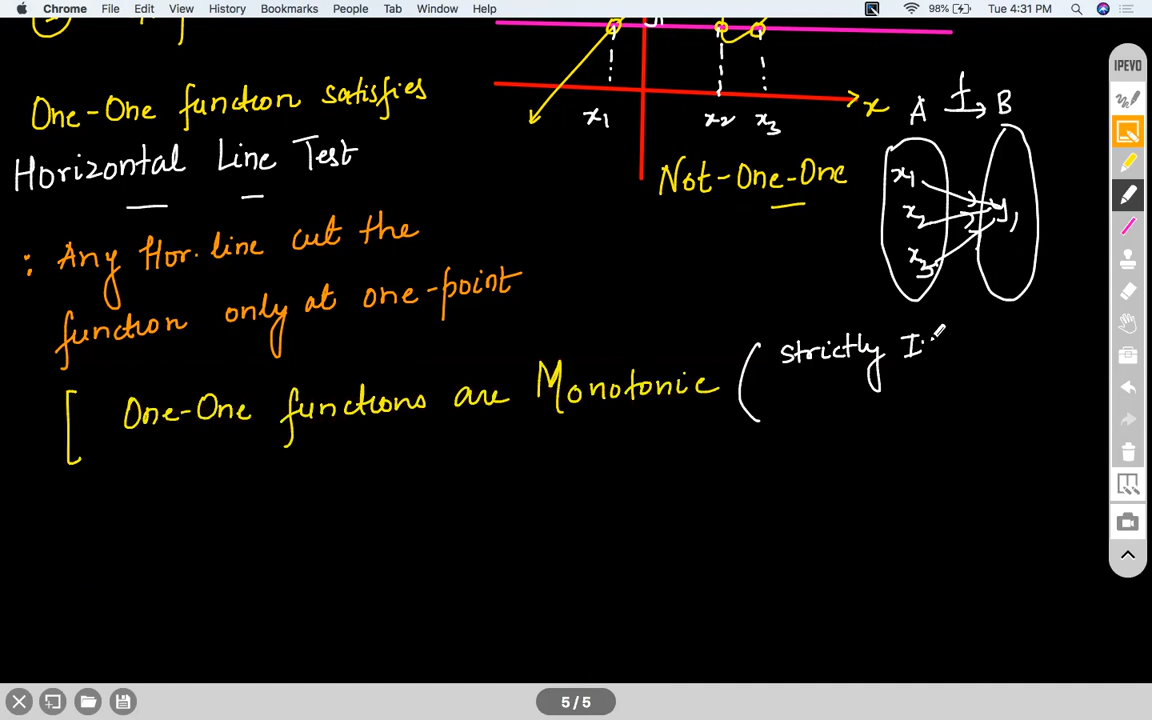 Chrome File Edit View History Bookmarks People Tab Window Help
98% Tue 4:31 PM
IPEVO
One-One function satisfies
Horizontal Line Test
: Any Hor. line cut the
function only at one-point
[ One-One functions are Monotonic ( strictly I..
x1 x2 x3 x
Not-One-One
A f B
x1
x2 y1
x3
5 / 5